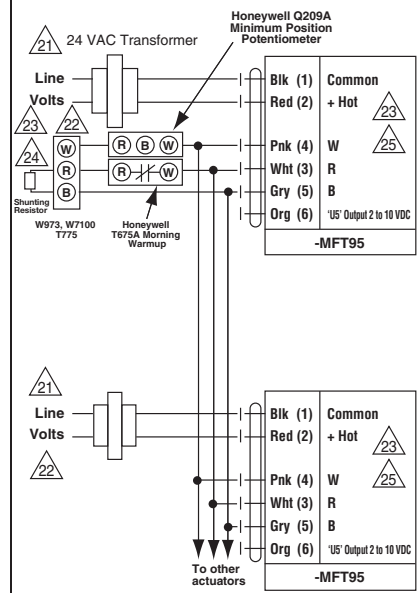 Honeywell Q209A
Minimum Position
Potentiometer
21 24 VAC Transformer
Line
Volts
Blk (1) Common
Red (2) + Hot
23
23 22
Pnk (4) W
25
Wht (3) R
Gry (5) B
Org (6) 'U5' Output 2 to 10 VDC
-MFT95
24
W
R
B
R B W
R W
Shunting
Resistor
W973, W7100
T775
Honeywell
T675A Morning
Warmup
21
Line
Volts
22
Blk (1) Common
Red (2) + Hot
23
Pnk (4) W
25
Wht (3) R
Gry (5) B
Org (6) 'U5' Output 2 to 10 VDC
-MFT95
To other
actuators